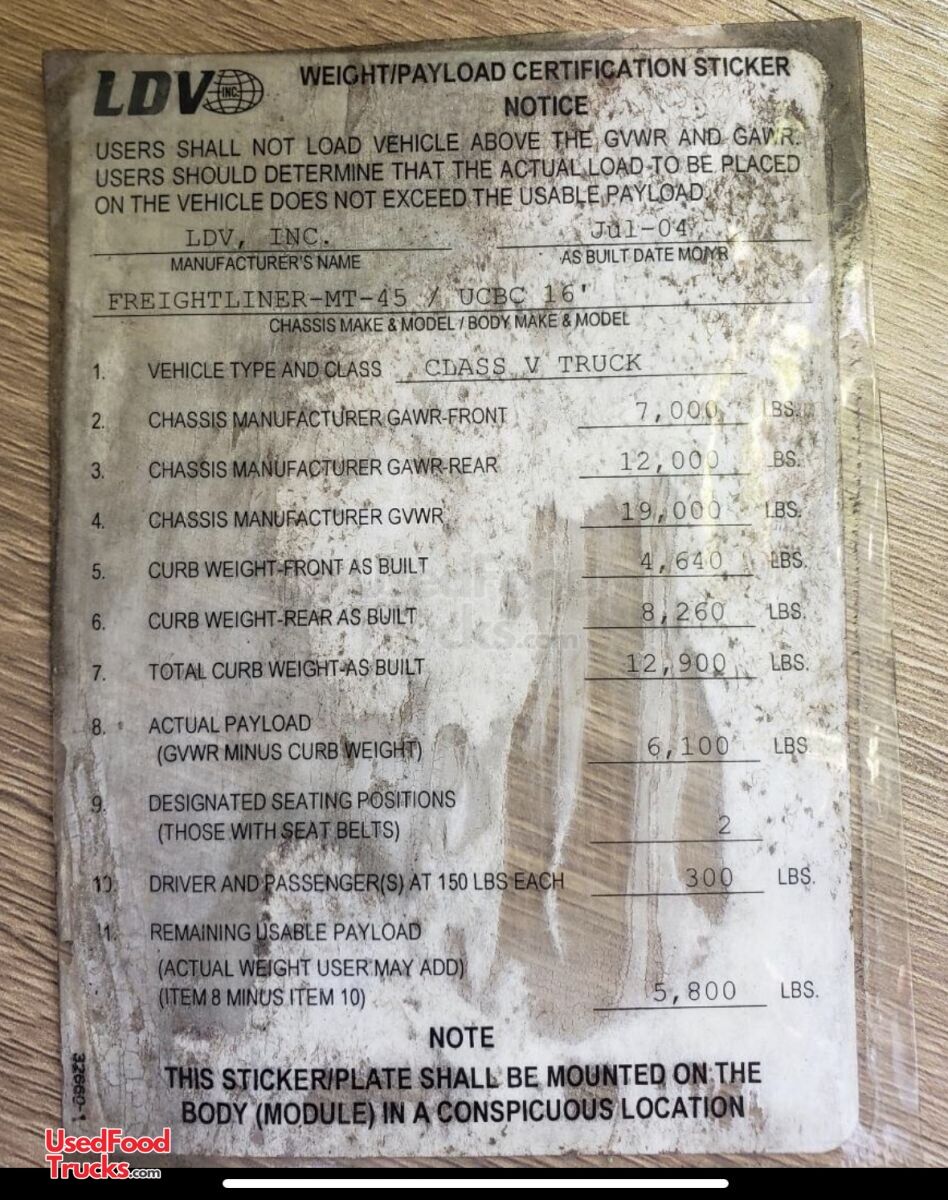 LDV INC.
WEIGHT/PAYLOAD CERTIFICATION STICKER
NOTICE
USERS SHALL NOT LOAD VEHICLE ABOVE THE GVWR AND GAWR.
USERS SHOULD DETERMINE THAT THE ACTUAL LOAD TO BE PLACED
ON THE VEHICLE DOES NOT EXCEED THE USABLE PAYLOAD.
LDV, INC. Jul-04
MANUFACTURER'S NAME AS BUILT DATE MO/YR
FREIGHTLINER-MT-45 / UCBC 16'
CHASSIS MAKE & MODEL / BODY MAKE & MODEL
1. VEHICLE TYPE AND CLASS CLASS V TRUCK
2. CHASSIS MANUFACTURER GAWR-FRONT 7,000 LBS.
3. CHASSIS MANUFACTURER GAWR-REAR 12,000 LBS.
4. CHASSIS MANUFACTURER GVWR 19,000 LBS.
5. CURB WEIGHT-FRONT AS BUILT 4,640 LBS.
6. CURB WEIGHT-REAR AS BUILT 8,260 LBS.
7. TOTAL CURB WEIGHT-AS BUILT 12,900 LBS.
8. ACTUAL PAYLOAD
(GVWR MINUS CURB WEIGHT) 6,100 LBS
9. DESIGNATED SEATING POSITIONS
(THOSE WITH SEAT BELTS) 2
10. DRIVER AND PASSENGER(S) AT 150 LBS EACH 300 LBS.
11. REMAINING USABLE PAYLOAD
(ACTUAL WEIGHT USER MAY ADD)
(ITEM 8 MINUS ITEM 10) 5,800 LBS.
NOTE
THIS STICKER/PLATE SHALL BE MOUNTED ON THE
BODY (MODULE) IN A CONSPICUOUS LOCATION
32660-1
UsedFood
Trucks.com
UsedFood
Trucks.com